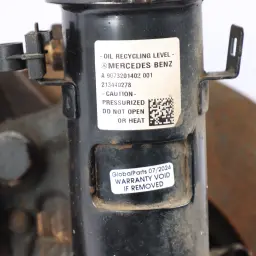 - OIL RECYCLING LEVEL -
MERCEDES BENZ
A 9073201402 001
213440278
- CAUTION -
PRESSURIZED
DO NOT OPEN
OR HEAT
GlobalParts 07/2024
WARRANTY VOID
IF REMOVED